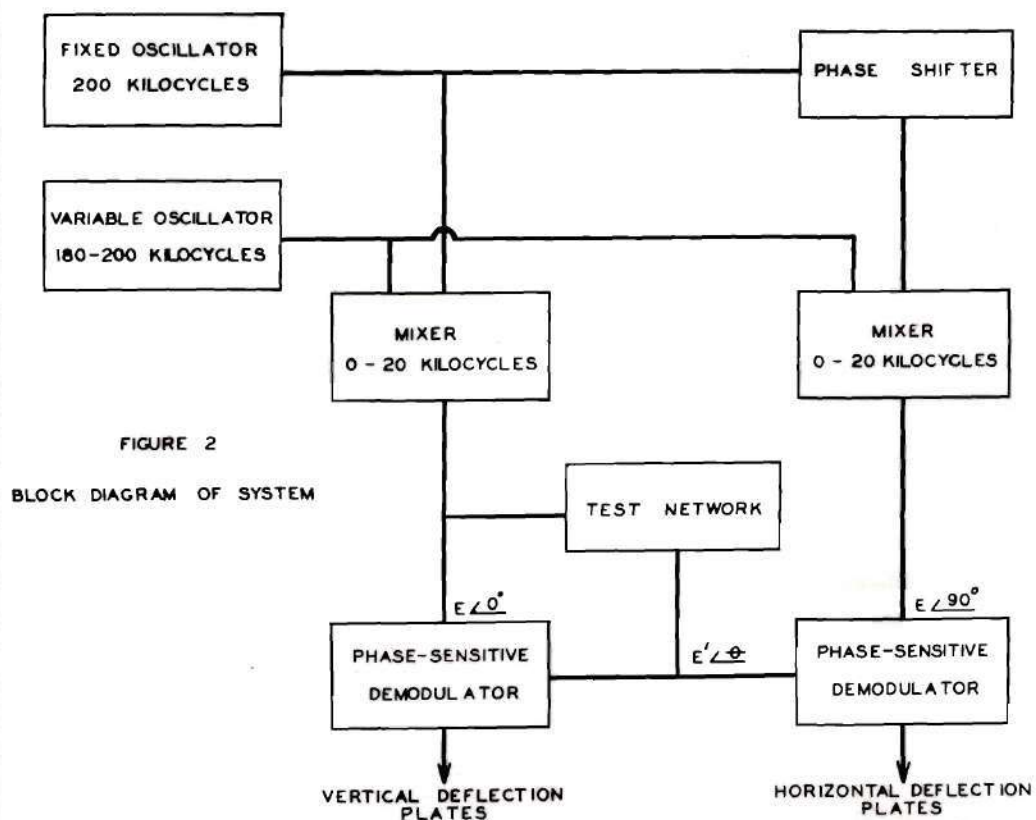 FIXED OSCILLATOR
200 KILOCYCLES
PHASE SHIFTER
VARIABLE OSCILLATOR
180-200 KILOCYCLES
MIXER
0 - 20 KILOCYCLES
MIXER
0 - 20 KILOCYCLES
FIGURE 2
BLOCK DIAGRAM OF SYSTEM
TEST NETWORK
E∠0°
E∠90°
PHASE-SENSITIVE
DEMODULATOR
E'∠θ
PHASE-SENSITIVE
DEMODULATOR
VERTICAL DEFLECTION
PLATES
HORIZONTAL DEFLECTION
PLATES